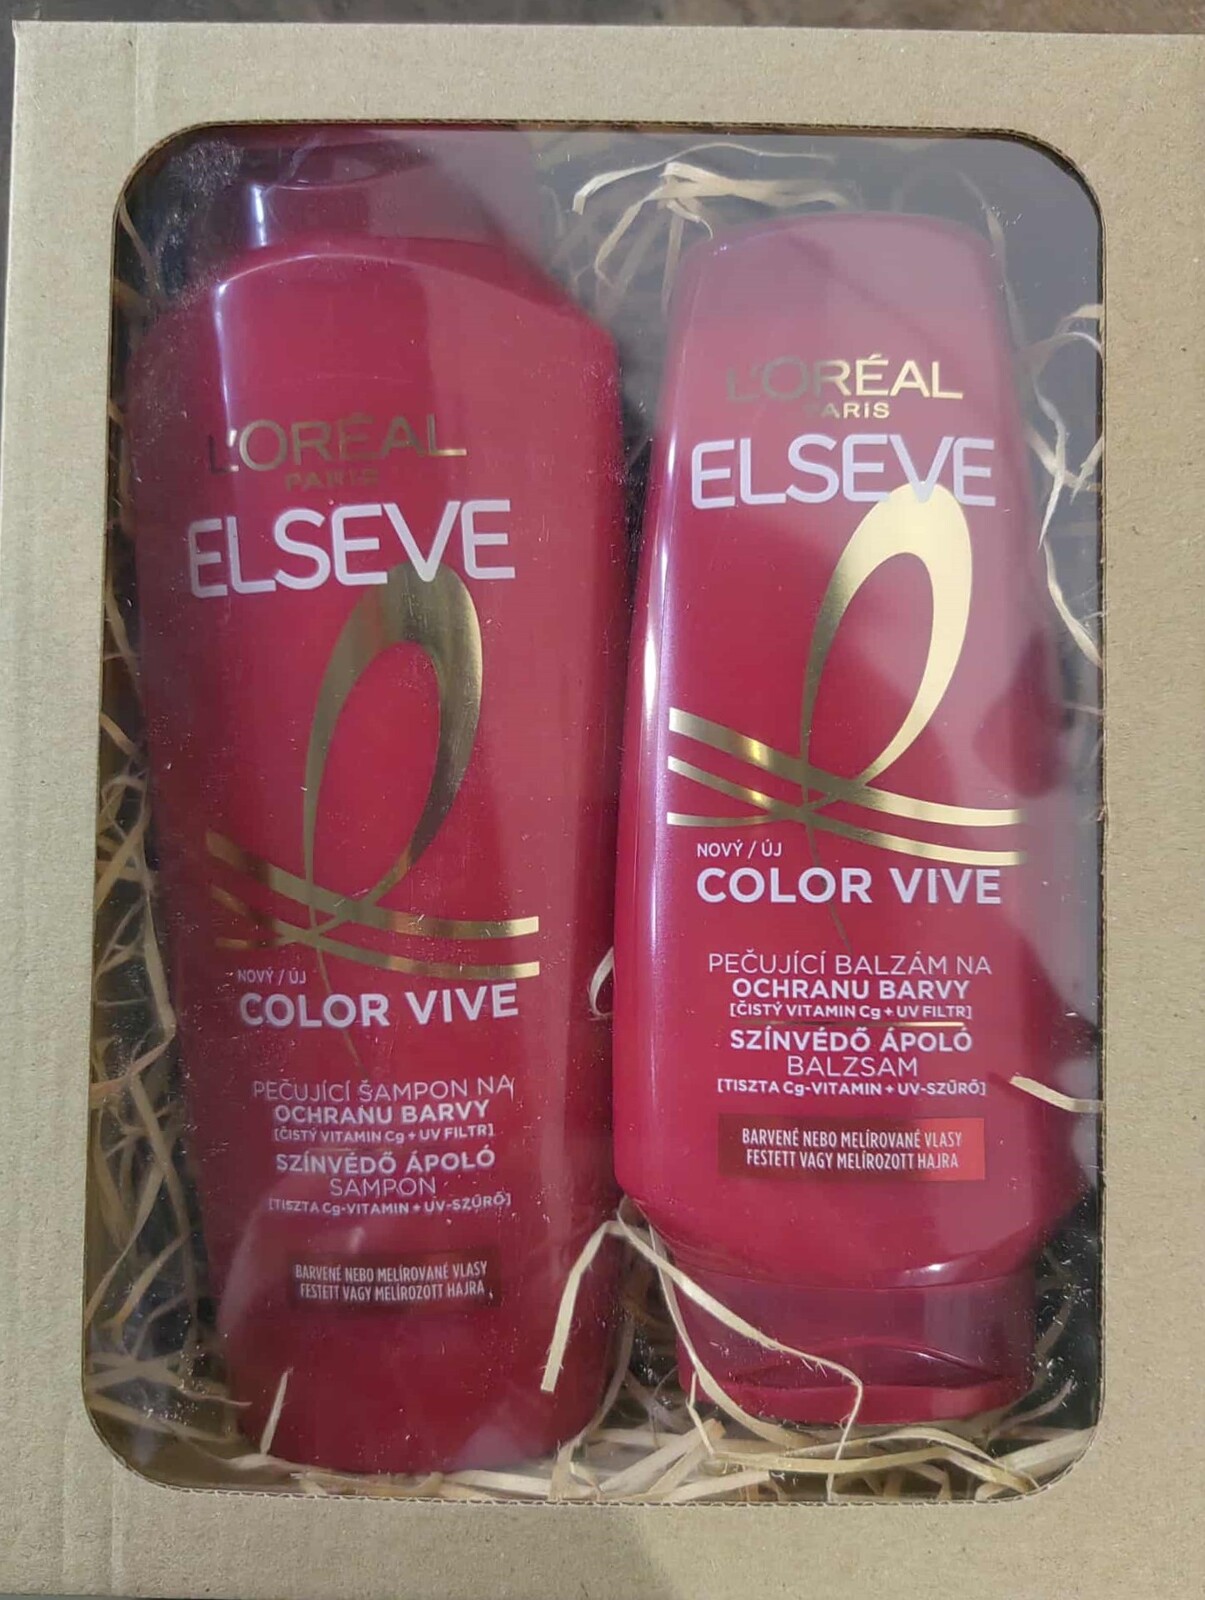 L'ORÉAL
PARIS
ELSEVE
NOVÝ / ÚJ
COLOR VIVE
PEČUJÍCÍ ŠAMPON NA
OCHRANU BARVY
[ČISTÝ VITAMIN Cg + UV FILTR]
SZÍNVÉDŐ ÁPOLÓ
SAMPON
[TISZTA Cg-VITAMIN + UV-SZŰRŐ]
BARVENÉ NEBO MELÍROVANÉ VLASY
FESTETT VAGY MELÍROZOTT HAJRA
L'ORÉAL
PARIS
ELSEVE
NOVÝ / ÚJ
COLOR VIVE
PEČUJÍCÍ BALZÁM NA
OCHRANU BARVY
[ČISTÝ VITAMIN Cg + UV FILTR]
SZÍNVÉDŐ ÁPOLÓ
BALZSAM
[TISZTA Cg-VITAMIN + UV-SZŰRŐ]
BARVENÉ NEBO MELÍROVANÉ VLASY
FESTETT VAGY MELÍROZOTT HAJRA